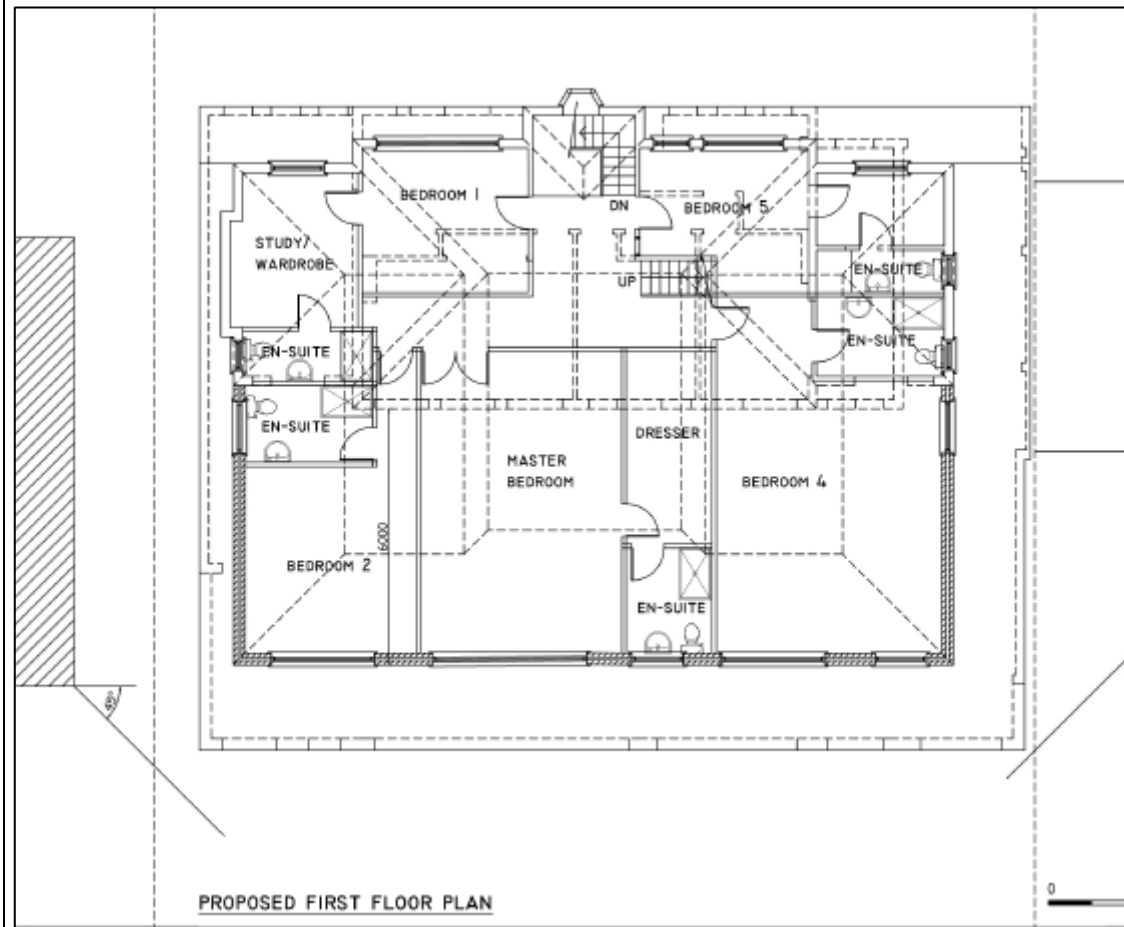 BEDROOM 1
DN
BEDROOM 5
STUDY/
WARDROBE
UP
EN-SUITE
EN-SUITE
EN-SUITE
EN-SUITE
DRESSER
MASTER
BEDROOM
BEDROOM 4
6000
BEDROOM 2
EN-SUITE
45°
PROPOSED FIRST FLOOR PLAN
0